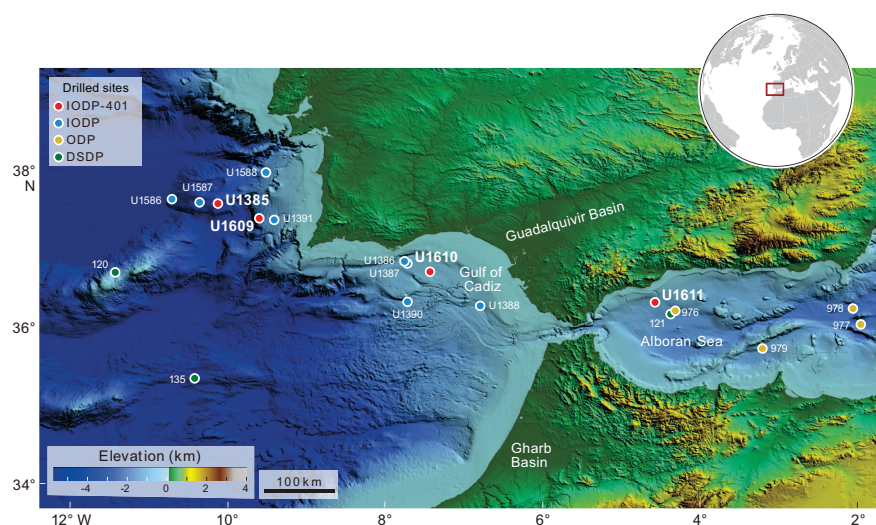 Drilled sites
IODP-401
IODP
ODP
DSDP
38°
N
36°
34°
U1588
U1587
U1586
U1385
U1609
U1391
120
135
U1386
U1387
U1610
Gulf of
Cadiz
U1390
U1388
Guadalquivir Basin
U1611
976
121
Alboran Sea
979
978
977
Gharb
Basin
Elevation (km)
-4 -2 0 2 4
100km
12° W 10° 8° 6° 4° 2°